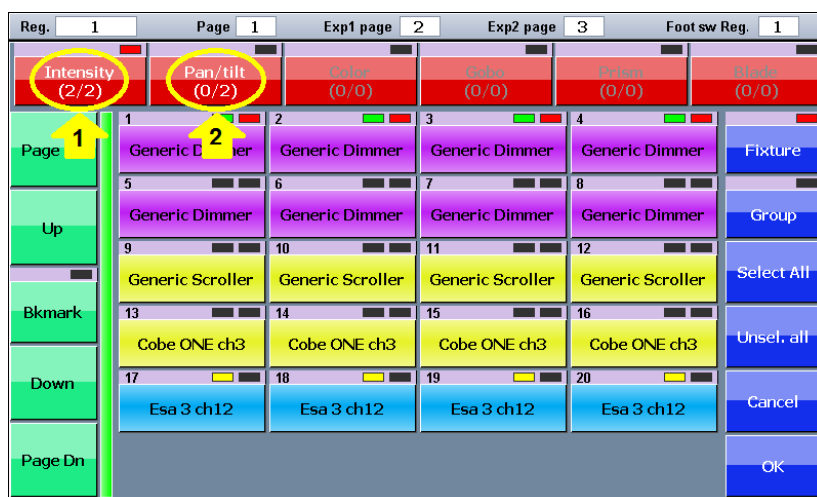 Reg. 1 Page 1 Exp1 page 2 Exp2 page 3 Foot sw Reg. 1
Intensity Pan/tilt Color Gobo Prism Blade
(2/2) (0/2) (0/0) (0/0) (0/0) (0/0)
1 2
Page
Up
Bkmark
Down
Page Dn
1 2 3 4
Generic Dimmer Generic Dimmer Generic Dimmer
5 6 7 8
Generic Dimmer Generic Dimmer Generic Dimmer Generic Dimmer
9 10 11 12
Generic Scroller Generic Scroller Generic Scroller Generic Scroller
13 14 15 16
Cobe ONE ch3 Cobe ONE ch3 Cobe ONE ch3 Cobe ONE ch3
17 18 19 20
Esa 3 ch12 Esa 3 ch12 Esa 3 ch12 Esa 3 ch12
Fixture
Group
Select All
Unsel. all
Cancel
OK